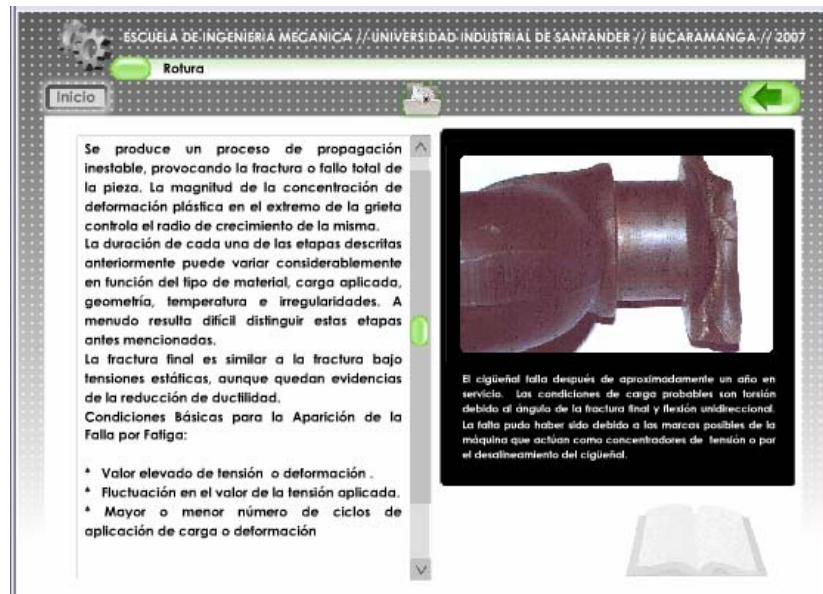 ESCUELA DE INGENIERIA MECANICA // UNIVERSIDAD INDUSTRIAL DE SANTANDER // BUCARAMANGA // 2007
Rotura
Inicio
Se produce un proceso de propagación
inestable, provocando la fractura o fallo total de
la pieza. La magnitud de la concentración de
deformación plástica en el extremo de la grieta
controla el radio de crecimiento de la misma.
La duración de cada una de las etapas descritas
anteriormente puede variar considerablemente
en función del tipo de material, carga aplicada,
geometría, temperatura e irregularidades. A
menudo resulta difícil distinguir estas etapas
antes mencionadas.
La fractura final es similar a la fractura bajo
tensiones estáticas, aunque quedan evidencias
de la reducción de ductilidad.
Condiciones Básicas para la Aparición de la
Falla por Fatiga:
* Valor elevado de tensión o deformación .
* Fluctuación en el valor de la tensión aplicada.
* Mayor o menor número de ciclos de
aplicación de carga o deformación
El cigüeñal falla después de aproximadamente un año en
servicio. Las condiciones de carga probables son torsión
debido al ángulo de la fractura final y flexión unidireccional.
La falta pudo haber sido debido a las marcas posibles de la
máquina que actúan como concentradores de tensión o por
el desalineamiento del cigüeñal.